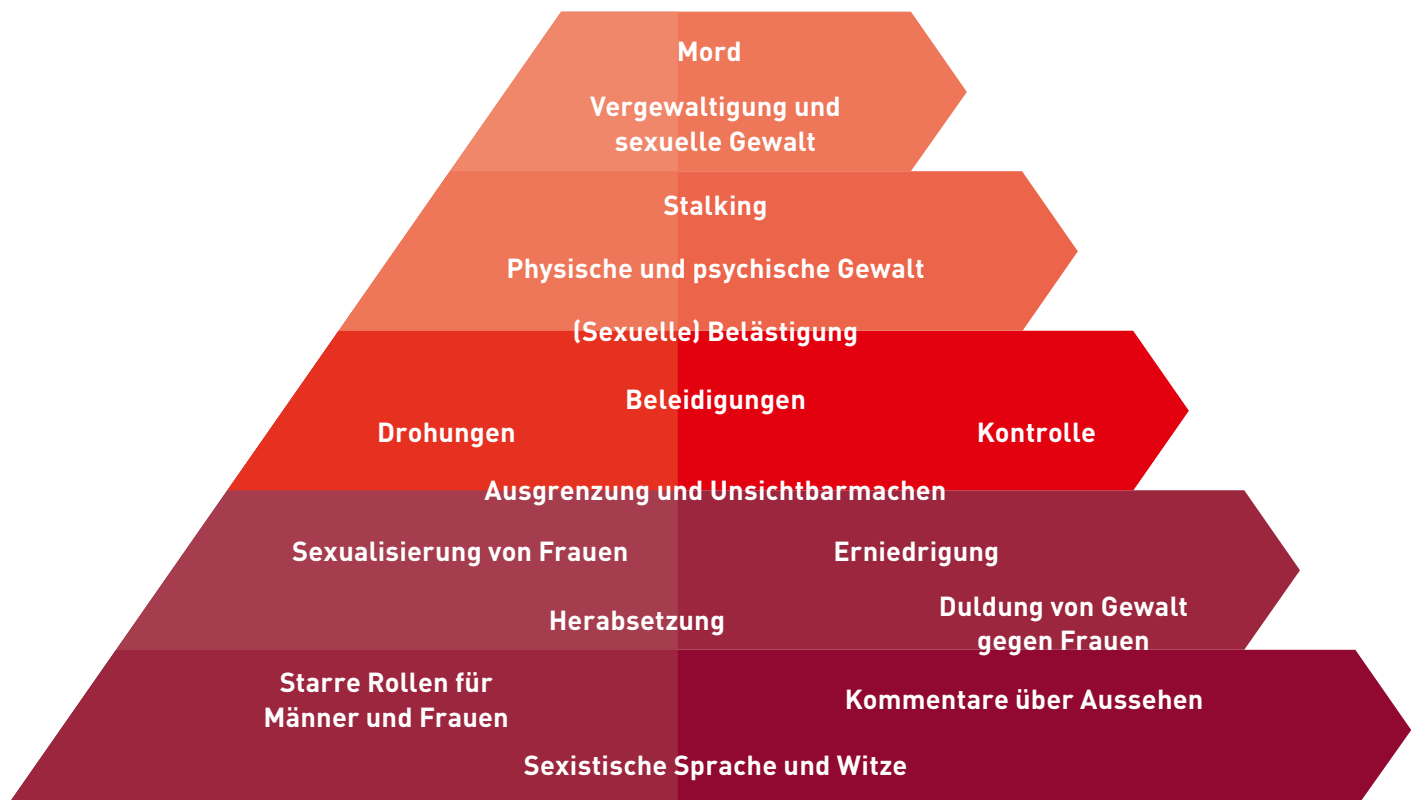 Mord
Vergewaltigung und
sexuelle Gewalt
Stalking
Physische und psychische Gewalt
(Sexuelle) Belästigung
Beleidigungen
Drohungen
Kontrolle
Ausgrenzung und Unsichtbarmachen
Sexualisierung von Frauen
Erniedrigung
Herabsetzung
Duldung von Gewalt
gegen Frauen
Starre Rollen für
Männer und Frauen
Kommentare über Aussehen
Sexistische Sprache und Witze